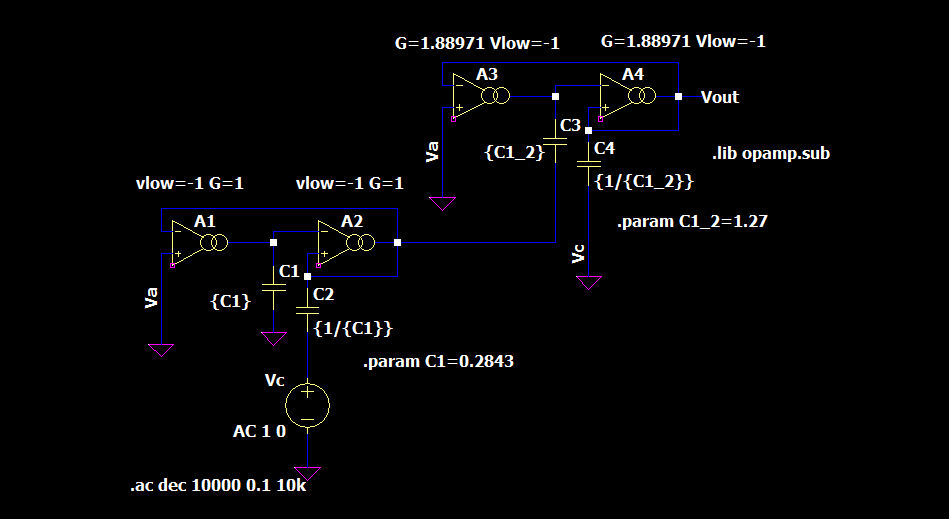 G=1.88971 Vlow=-1
G=1.88971 Vlow=-1
A3
A4
Vout
C3
{C1_2}
C4
{1/{C1_2}}
Va
.lib opamp.sub
.param C1_2=1.27
Vc
vlow=-1 G=1
vlow=-1 G=1
A1
A2
C1
{C1}
C2
{1/{C1}}
Va
.param C1=0.2843
Vc
AC 1 0
.ac dec 10000 0.1 10k